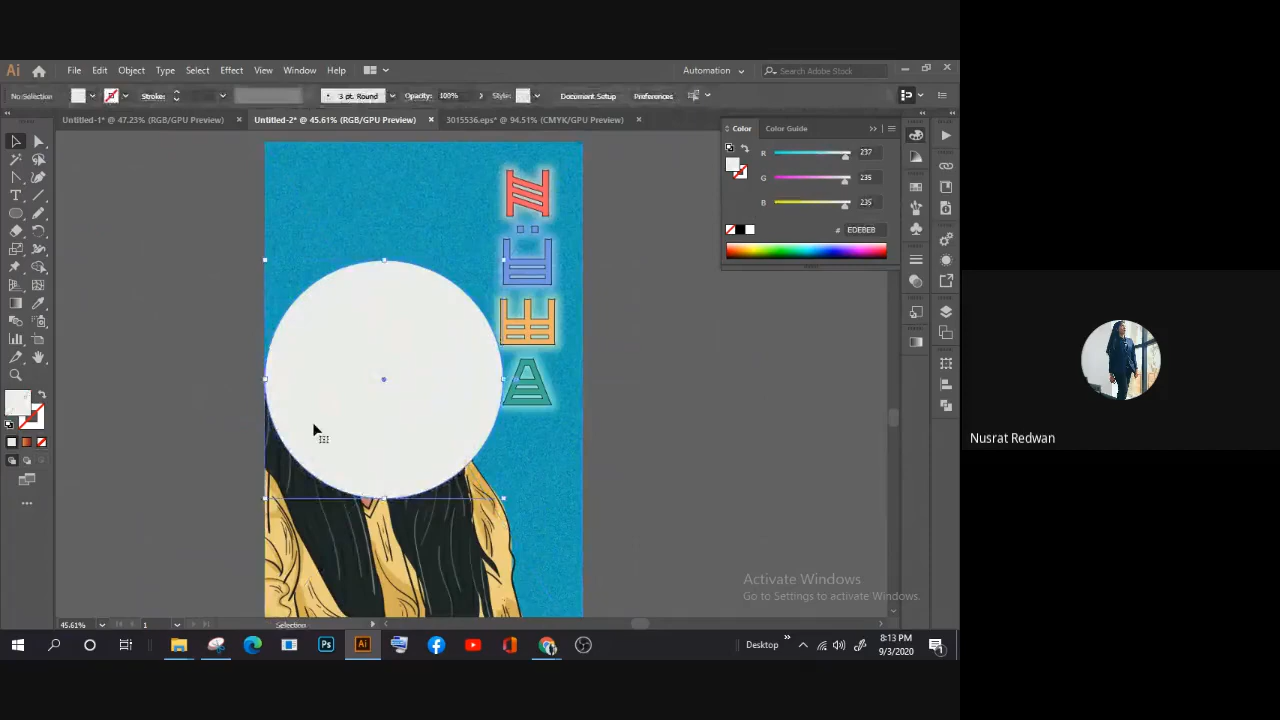 Ai File Edit Object Type Select Effect View Window Help Automation Search Adobe Stock
No Selection Stroke: 3 pt. Round Opacity: 100% Style: Document Setup Preferences
Untitled-1* @ 47.23% (RGB/GPU Preview) Untitled-2* @ 45.61% (RGB/GPU Preview) 3015536.eps* @ 94.51% (CMYK/GPU Preview)
Color Color Guide
R 237
G 235
B 235
# EDEBEB
Nusrat Redwan
Activate Windows
Go to Settings to activate Windows.
45.61% 1 Selection
Ps Ai Desktop 8:13 PM
9/3/2020